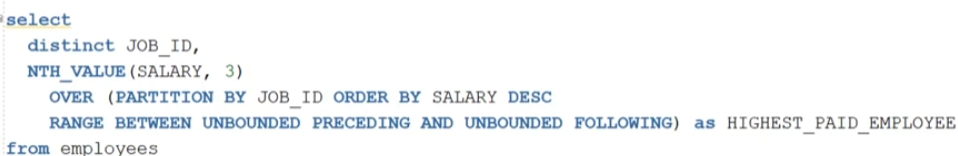 select
distinct JOB_ID,
NTH_VALUE(SALARY, 3)
OVER (PARTITION BY JOB_ID ORDER BY SALARY DESC
RANGE BETWEEN UNBOUNDED PRECEDING AND UNBOUNDED FOLLOWING) as HIGHEST_PAID_EMPLOYEE
from employees